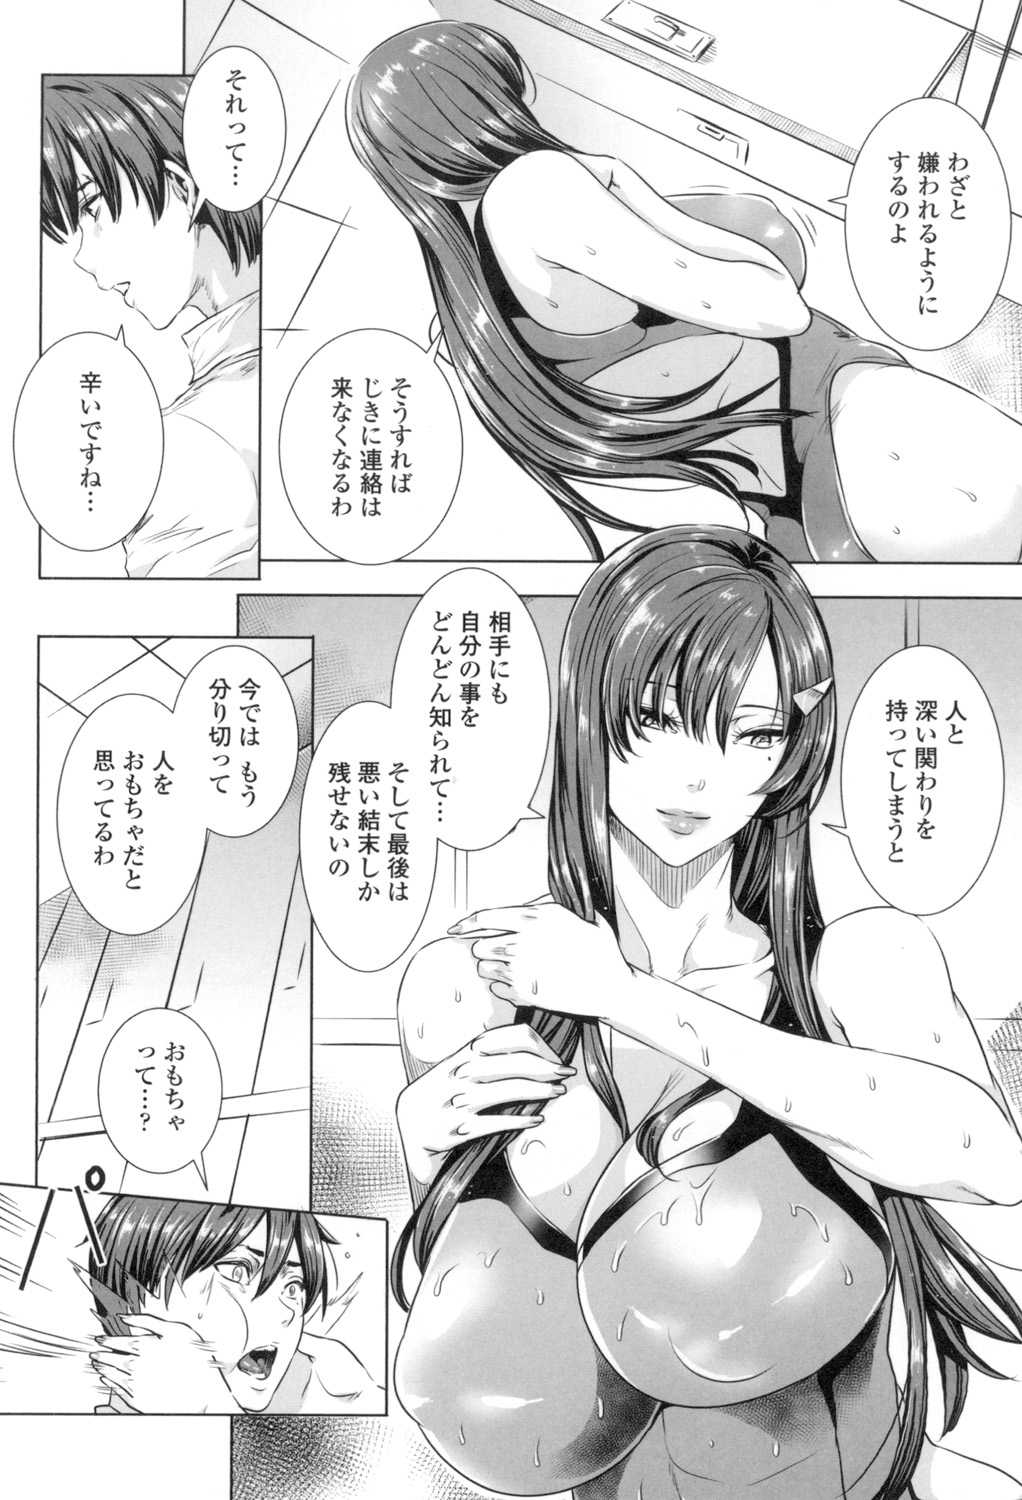 わざと
嫌われるように
するのよ
そうすれば
じきに連絡は
来なくなるわ
それって…
辛いですね…
人と
深い関わりを
持ってしまうと
相手にも
自分の事を
どんどん知られて…
そして最後は
悪い結末しか
残せないの
今では もう
分り切って
人を
おもちゃだと
思ってるわ
おもちゃ
って…?